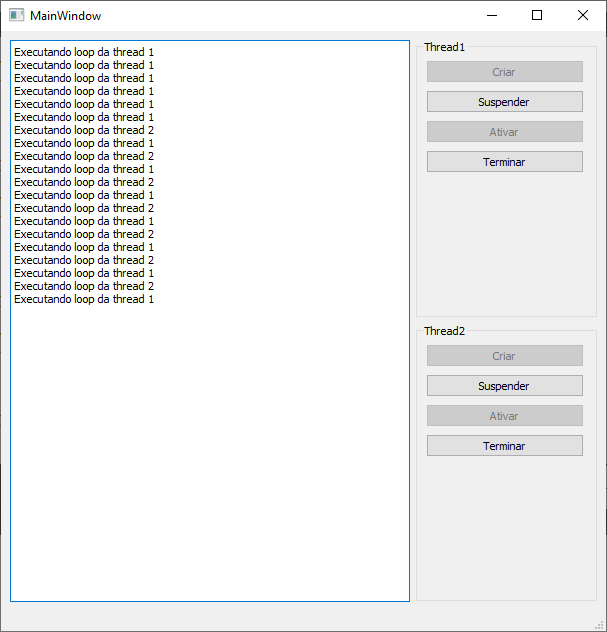 MainWindow
Executando loop da thread 1
Executando loop da thread 1
Executando loop da thread 1
Executando loop da thread 1
Executando loop da thread 1
Executando loop da thread 1
Executando loop da thread 2
Executando loop da thread 1
Executando loop da thread 2
Executando loop da thread 1
Executando loop da thread 2
Executando loop da thread 1
Executando loop da thread 2
Executando loop da thread 1
Executando loop da thread 2
Executando loop da thread 1
Executando loop da thread 2
Executando loop da thread 1
Executando loop da thread 2
Executando loop da thread 1
Thread1
Criar
Suspender
Ativar
Terminar
Thread2
Criar
Suspender
Ativar
Terminar